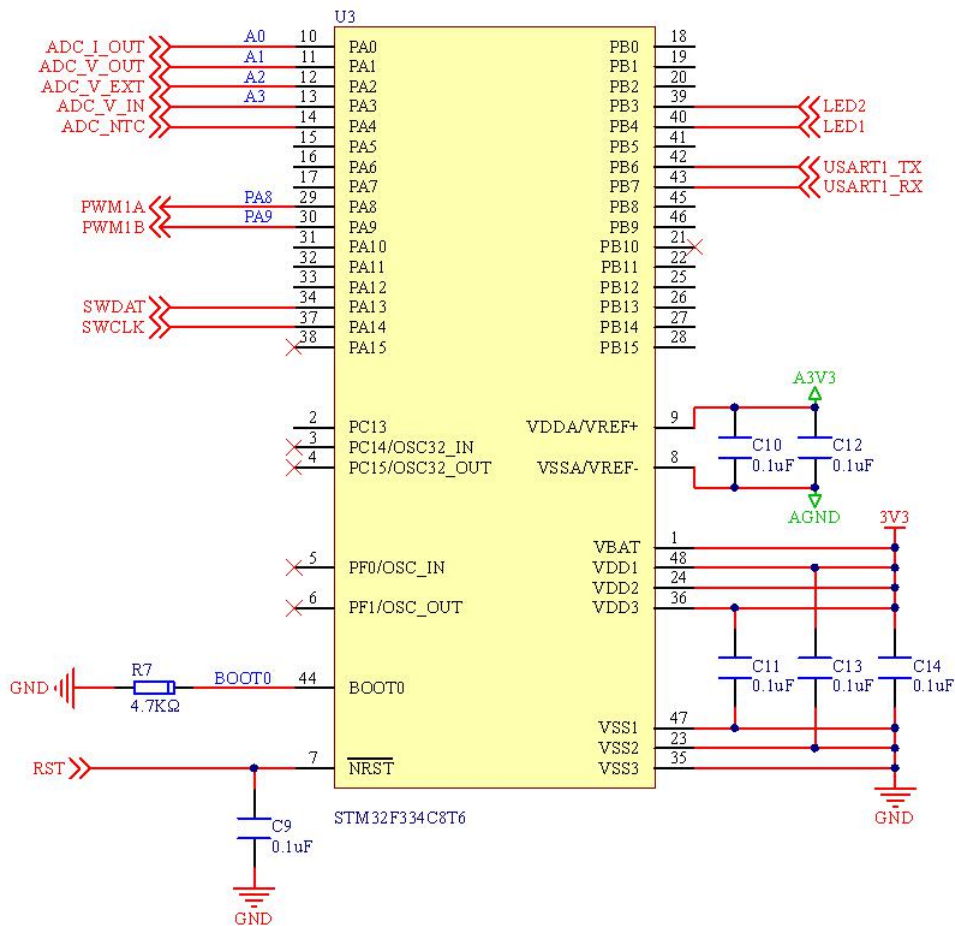 U3
ADC_I_OUT A0 10 PA0 PB0 18
ADC_V_OUT A1 11 PA1 PB1 19
ADC_V_EXT A2 12 PA2 PB2 20
ADC_V_IN A3 13 PA3 PB3 39 LED2
ADC_NTC 14 PA4 PB4 40 LED1
15 PA5 PB5 41
16 PA6 PB6 42 USART1_TX
17 PA7 PB7 43 USART1_RX
PWM1A PA8 29 PA8 PB8 45
PWM1B PA9 30 PA9 PB9 46
31 PA10 PB10 21
32 PA11 PB11 22
33 PA12 PB12 25
SWDAT 34 PA13 PB13 26
SWCLK 37 PA14 PB14 27
38 PA15 PB15 28
A3V3
2 PC13 VDDA/VREF+ 9
3 PC14/OSC32_IN C10 C12
4 PC15/OSC32_OUT VSSA/VREF- 8 0.1uF 0.1uF
AGND 3V3
VBAT 1
5 PF0/OSC_IN VDD1 48
VDD2 24
6 PF1/OSC_OUT VDD3 36
R7 C11 C13 C14
GND BOOT0 44 BOOT0 0.1uF 0.1uF 0.1uF
4.7KΩ
VSS1 47
VSS2 23
RST 7 NRST VSS3 35
STM32F334C8T6 GND
C9
0.1uF
GND